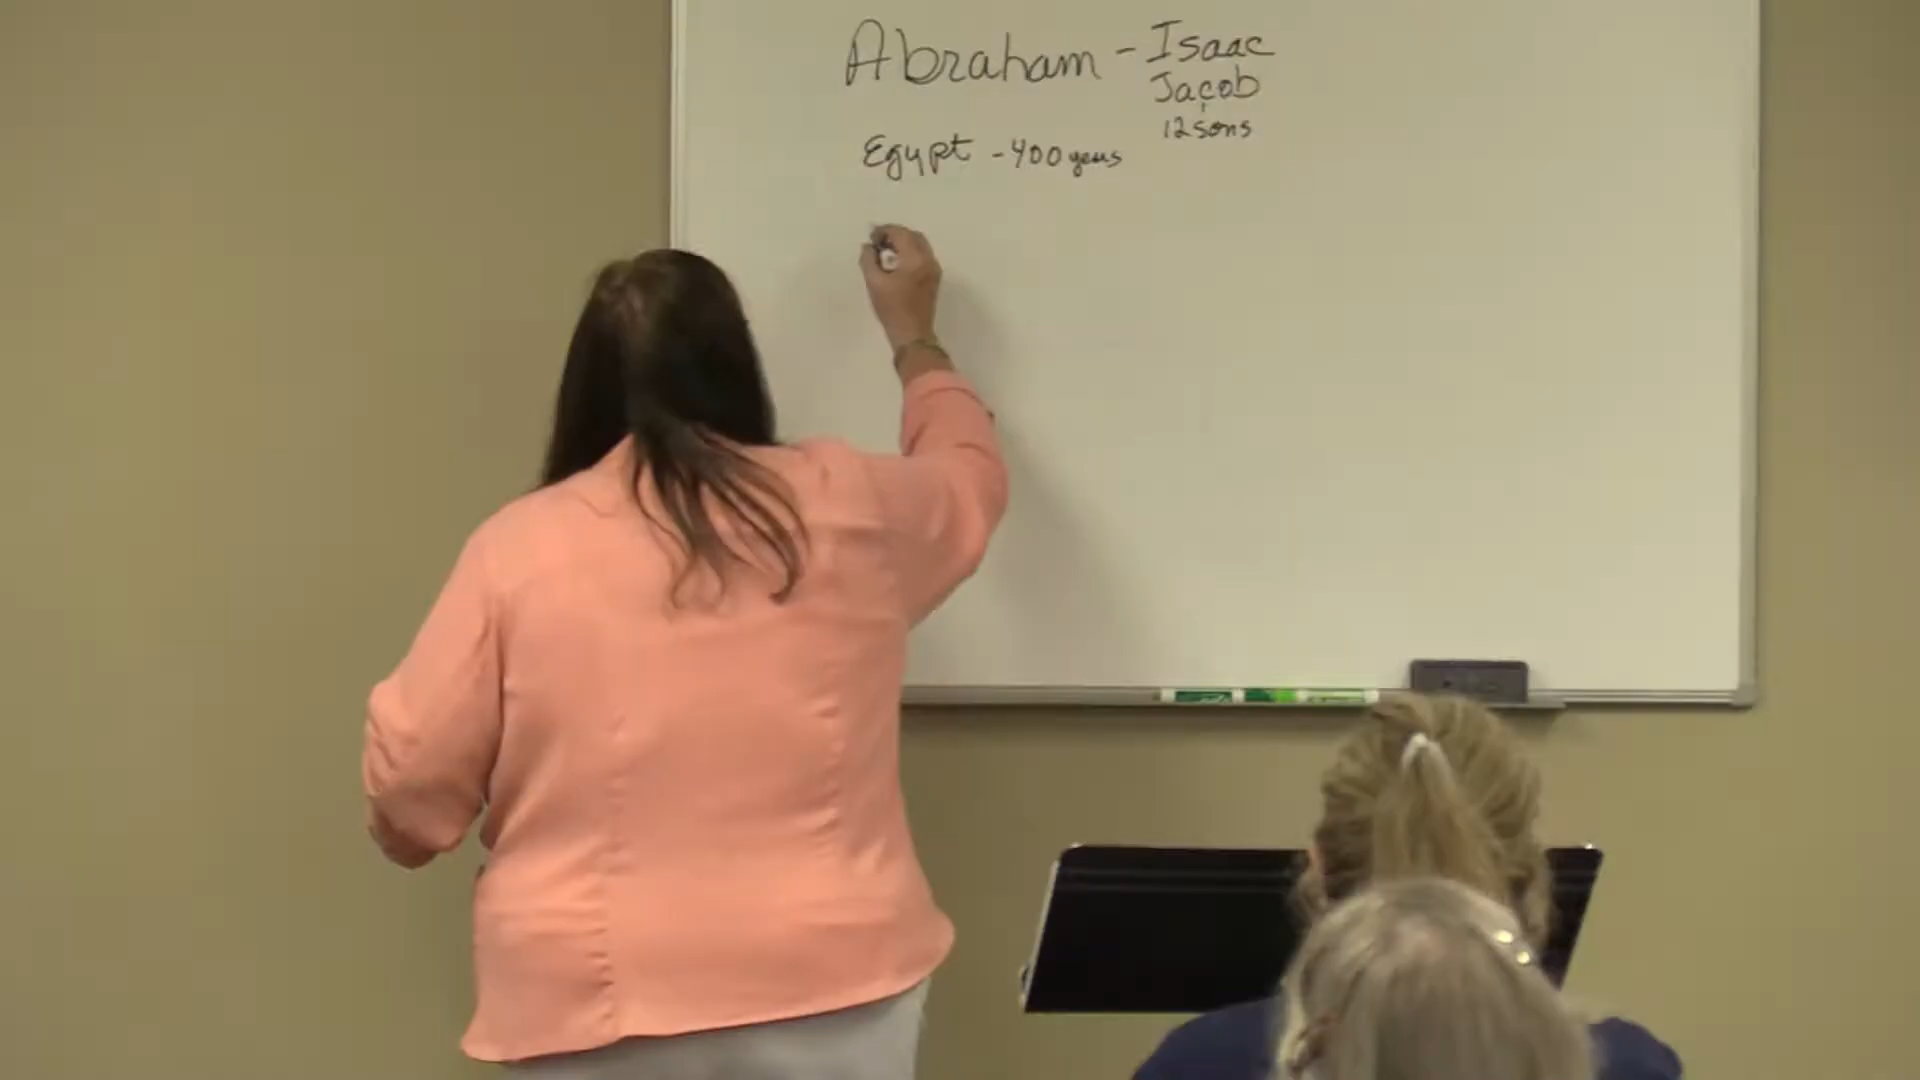 Abraham - Isaac
Jacob
12 sons
Egypt - 400 years